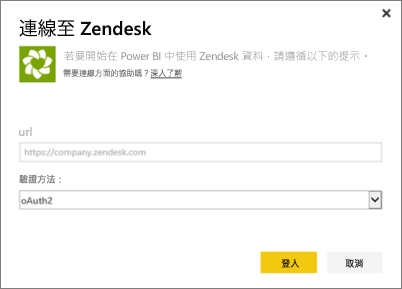 連線至 Zendesk
若要開始在 Power BI 中使用 Zendesk 資料，請遵循以下的提示。
需要連線方面的協助嗎？深入了解
url
https://company.zendesk.com
驗證方法：
oAuth2
登入
取消